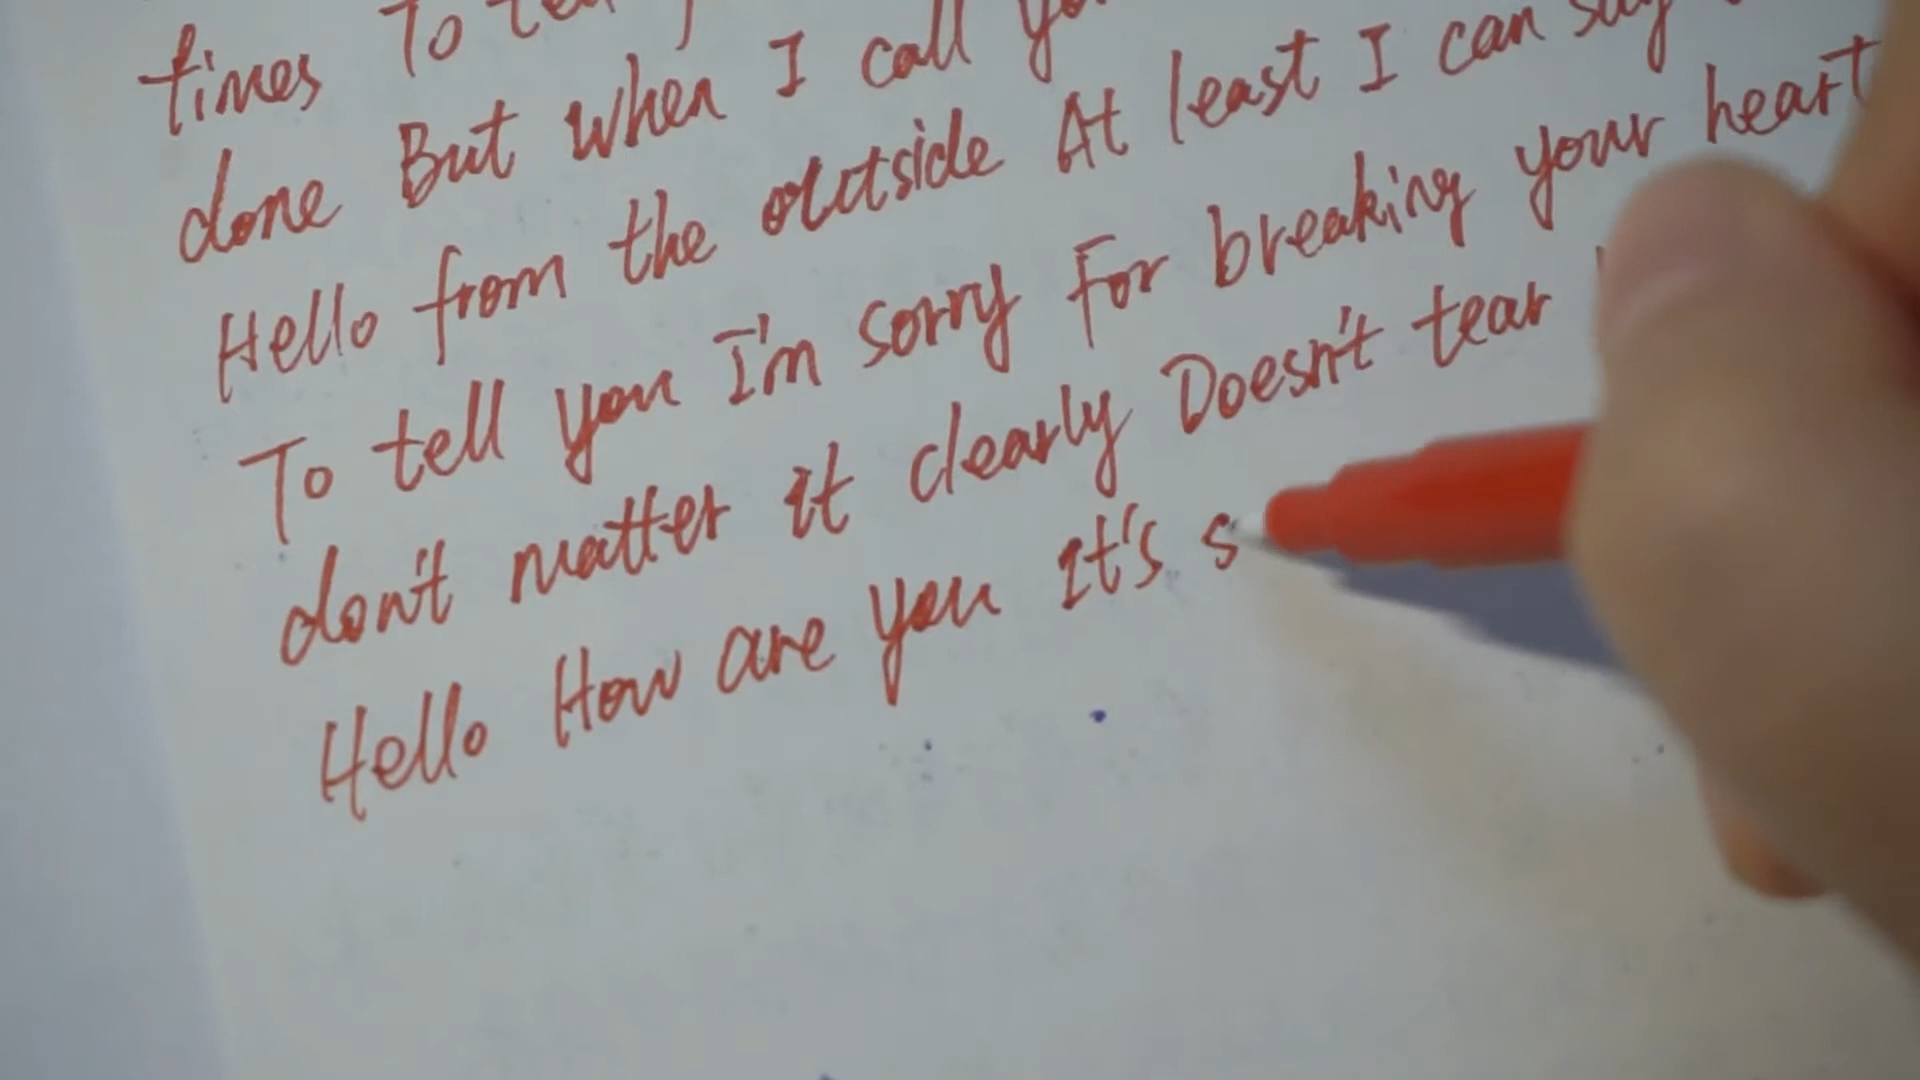 times To
done But when I call
Hello from the outside At least I can say
To tell you I'm sorry For breaking your heart
don't matter it clearly Doesn't tear
Hello How are you It's s